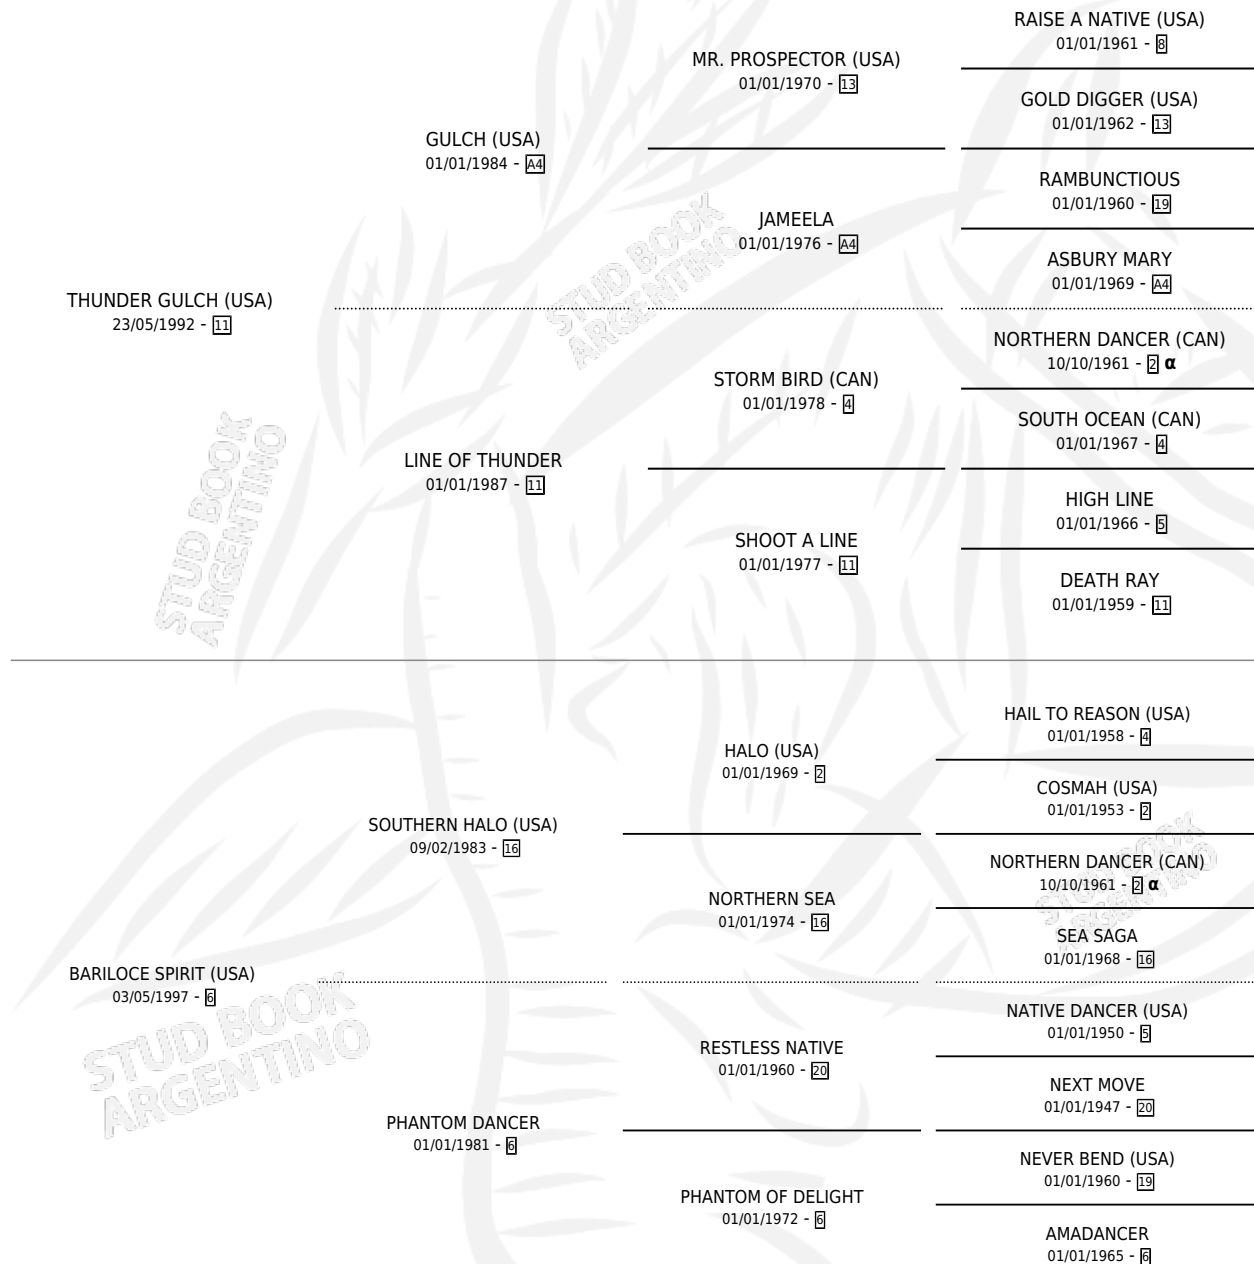 RAISE A NATIVE (USA)
01/01/1961 - 8
MR. PROSPECTOR (USA)
01/01/1970 - 13
GOLD DIGGER (USA)
01/01/1962 - 13
GULCH (USA)
01/01/1984 - A4
RAMBUNCTIOUS
01/01/1960 - 19
JAMEELA
01/01/1976 - A4
ASBURY MARY
01/01/1969 - A4
THUNDER GULCH (USA)
23/05/1992 - 11
NORTHERN DANCER (CAN)
10/10/1961 - 2 α
STORM BIRD (CAN)
01/01/1978 - 4
SOUTH OCEAN (CAN)
01/01/1967 - 4
LINE OF THUNDER
01/01/1987 - 11
HIGH LINE
01/01/1966 - 5
SHOOT A LINE
01/01/1977 - 11
DEATH RAY
01/01/1959 - 11
HAIL TO REASON (USA)
01/01/1958 - 4
HALO (USA)
01/01/1969 - 2
COSMAH (USA)
01/01/1953 - 2
SOUTHERN HALO (USA)
09/02/1983 - 16
NORTHERN DANCER (CAN)
10/10/1961 - 2 α
NORTHERN SEA
01/01/1974 - 16
SEA SAGA
01/01/1968 - 16
BARILOCE SPIRIT (USA)
03/05/1997 - 6
NATIVE DANCER (USA)
01/01/1950 - 5
RESTLESS NATIVE
01/01/1960 - 20
NEXT MOVE
01/01/1947 - 20
PHANTOM DANCER
01/01/1981 - 6
NEVER BEND (USA)
01/01/1960 - 19
PHANTOM OF DELIGHT
01/01/1972 - 6
AMADANCER
01/01/1965 - 6
STUD BOOK
ARGENTINO
STUD BOOK
ARGENTINO
STUD BOOK
ARGENTINO
STUD BOOK
ARGENTINO